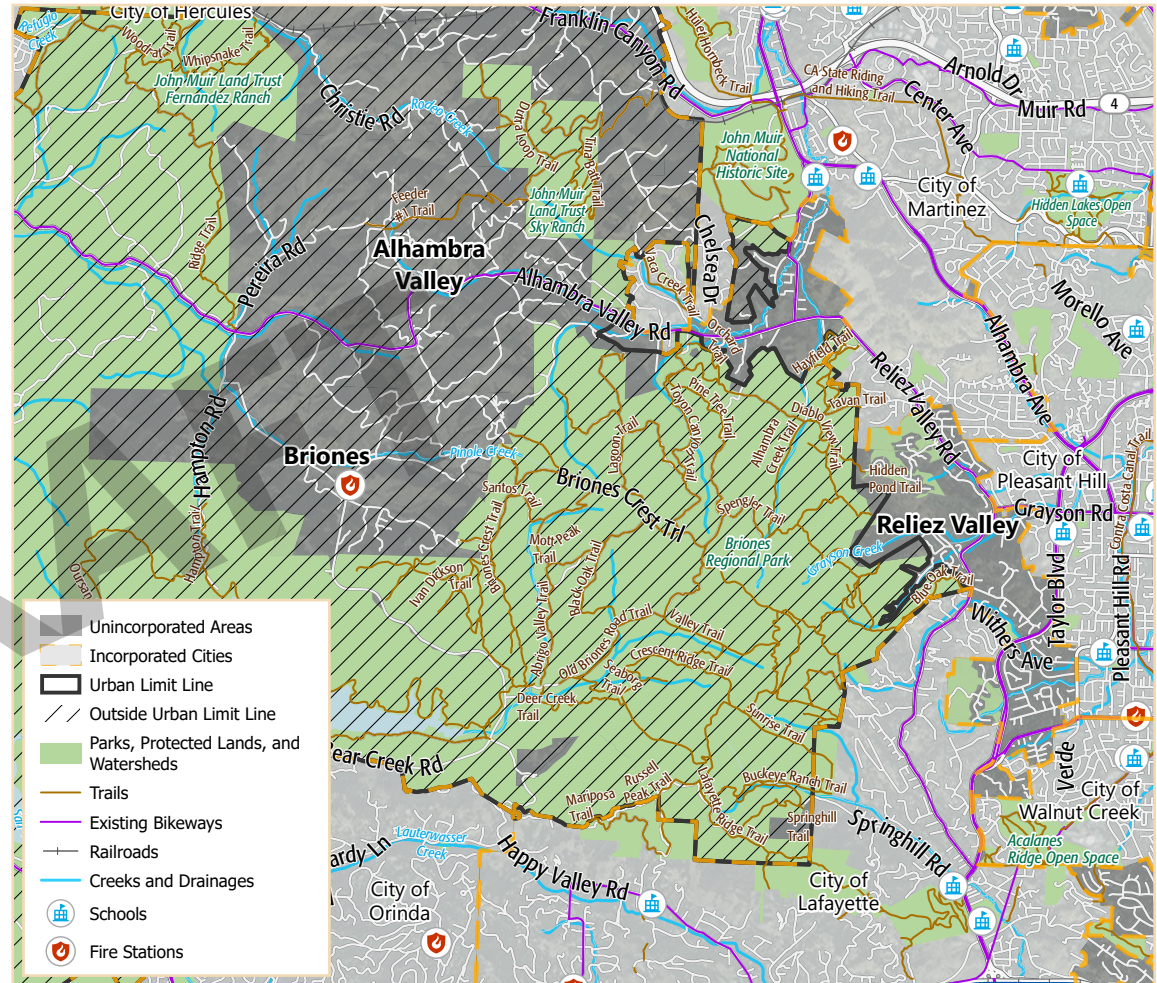 City of Hercules
Refugio
Creek
Woodrat Trail
Whipsnake Trail
John Muir Land Trust
Fernandez Ranch
Franklin Canyon Rd
Hulet Hornbeck Trail
CA State Riding
and Hiking Trail
Arnold Dr
Muir Rd
4
Center Ave
Christie Rd
Rodeo Creek
Dutra Loop Trail
Tina Batt Trail
John Muir
National
Historic Site
City of
Martinez
Hidden Lakes Open
Space
Feeder
#1 Trail
John Muir
Land Trust
Sky Ranch
Ridge Trail
Pereira Rd
Alhambra
Valley
Alhambra Valley Rd
Vaca Creek Trail
Chelsea Dr
Orchard
Trail
Hayfield Trail
Morello Ave
Alhambra Ave
Reliez Valley Rd
Hampton Rd
Pine Tree Trail
Toyon Canyon Trail
Tavan Trail
Diablo View Trail
Alhambra
Creek Trail
Lagoon Trail
Briones
Pinole Creek
Hidden
Pond Trail
City of
Pleasant Hill
Contra Costa Canal Trail
Briones Crest Trl
Santos Trail
Spengler Trail
Grayson Rd
Reliez Valley
Briones Crest Trail
Mott Peak
Trail
Black Oak Trail
Briones
Regional Park
Grayson Creek
Blue Oak Trail
Hampton Trail
Oursan
Ivan Dickson
Trail
Abrigo Valley Trail
Old Briones Road Trail
Valley Trail
Withers Ave
Taylor Blvd
Pleasant Hill Rd
Crescent Ridge Trail
Seaborg
Trail
Deer Creek
Trail
Sunrise Trail
Bear Creek Rd
Russell
Peak Trail
Mariposa
Trail
Lafayette Ridge Trail
Buckeye Ranch Trail
Springhill
Trail
Springhill Rd
Verde
City of
Walnut Creek
Acalanes
Ridge Open Space
Lauterwasser
Creek
Happy Valley Rd
City of
Orinda
City of
Lafayette
Unincorporated Areas
Incorporated Cities
Urban Limit Line
Outside Urban Limit Line
Parks, Protected Lands, and
Watersheds
Trails
Existing Bikeways
Railroads
Creeks and Drainages
Schools
Fire Stations